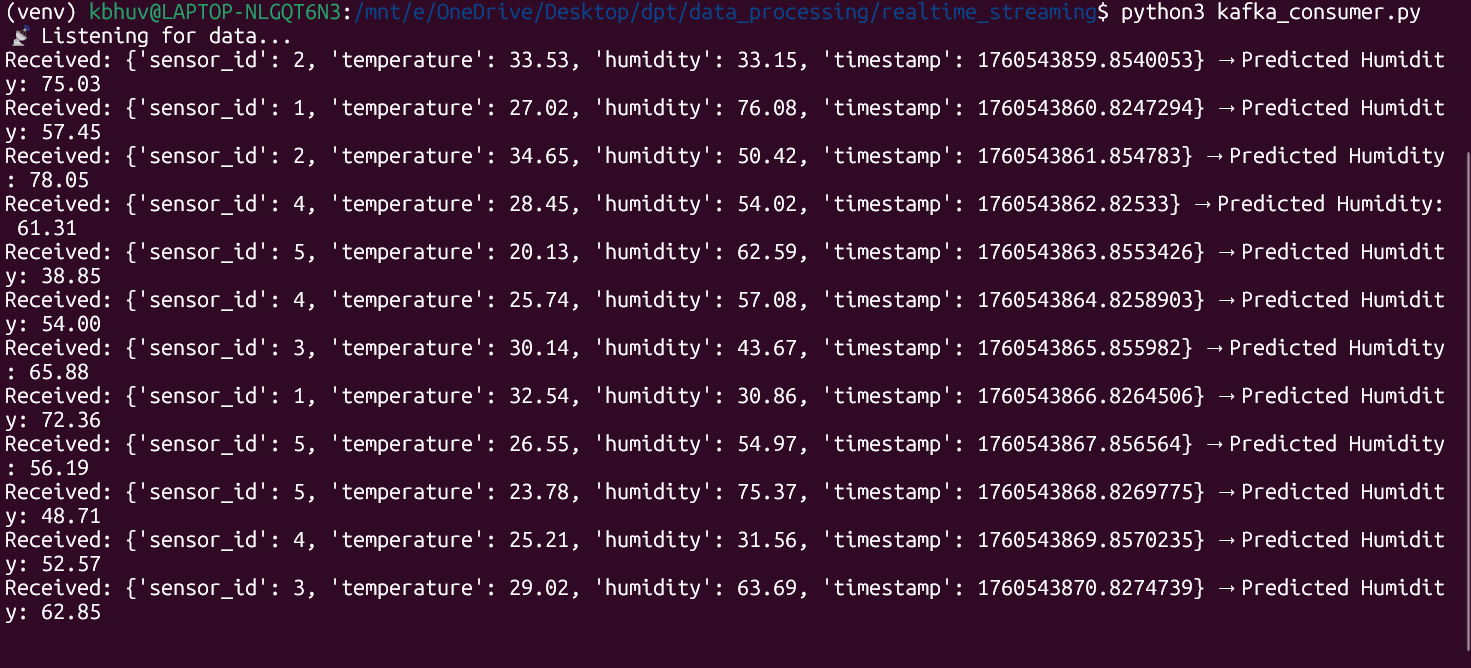 (venv) kbhuv@LAPTOP-NLGQT6N3:/mnt/e/OneDrive/Desktop/dpt/data_processing/realtime_streaming$ python3 kafka_consumer.py
📡 Listening for data...
Received: {'sensor_id': 2, 'temperature': 33.53, 'humidity': 33.15, 'timestamp': 1760543859.8540053} → Predicted Humidit
y: 75.03
Received: {'sensor_id': 1, 'temperature': 27.02, 'humidity': 76.08, 'timestamp': 1760543860.8247294} → Predicted Humidit
y: 57.45
Received: {'sensor_id': 2, 'temperature': 34.65, 'humidity': 50.42, 'timestamp': 1760543861.854783} → Predicted Humidity
: 78.05
Received: {'sensor_id': 4, 'temperature': 28.45, 'humidity': 54.02, 'timestamp': 1760543862.82533} → Predicted Humidity:
 61.31
Received: {'sensor_id': 5, 'temperature': 20.13, 'humidity': 62.59, 'timestamp': 1760543863.8553426} → Predicted Humidit
y: 38.85
Received: {'sensor_id': 4, 'temperature': 25.74, 'humidity': 57.08, 'timestamp': 1760543864.8258903} → Predicted Humidit
y: 54.00
Received: {'sensor_id': 3, 'temperature': 30.14, 'humidity': 43.67, 'timestamp': 1760543865.855982} → Predicted Humidity
: 65.88
Received: {'sensor_id': 1, 'temperature': 32.54, 'humidity': 30.86, 'timestamp': 1760543866.8264506} → Predicted Humidit
y: 72.36
Received: {'sensor_id': 5, 'temperature': 26.55, 'humidity': 54.97, 'timestamp': 1760543867.856564} → Predicted Humidity
: 56.19
Received: {'sensor_id': 5, 'temperature': 23.78, 'humidity': 75.37, 'timestamp': 1760543868.8269775} → Predicted Humidit
y: 48.71
Received: {'sensor_id': 4, 'temperature': 25.21, 'humidity': 31.56, 'timestamp': 1760543869.8570235} → Predicted Humidit
y: 52.57
Received: {'sensor_id': 3, 'temperature': 29.02, 'humidity': 63.69, 'timestamp': 1760543870.8274739} → Predicted Humidit
y: 62.85